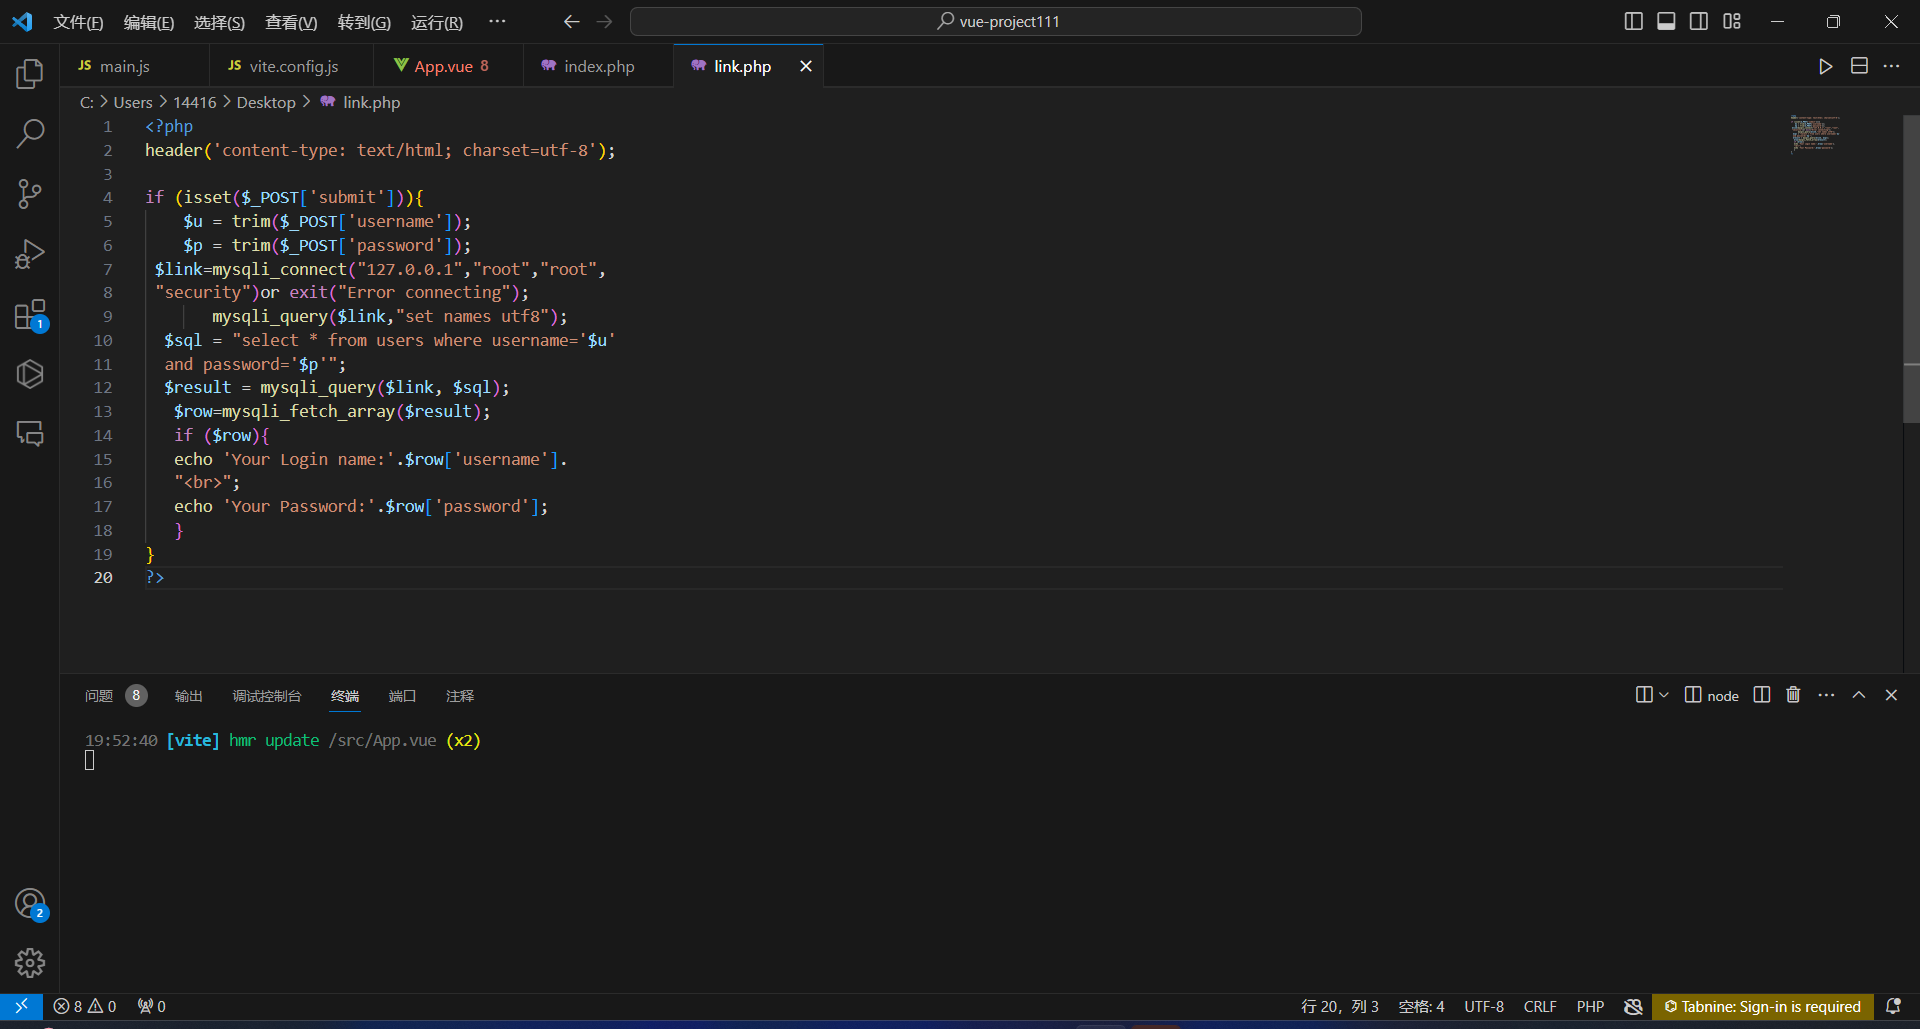 文件(F) 编辑(E) 选择(S) 查看(V) 转到(G) 运行(R) ··· vue-project111
JS main.js JS vite.config.js App.vue 8 index.php link.php
C: > Users > 14416 > Desktop > link.php
1 <?php
2 header('content-type: text/html; charset=utf-8');
3
4 if (isset($_POST['submit'])){
5 $u = trim($_POST['username']);
6 $p = trim($_POST['password']);
7 $link=mysqli_connect("127.0.0.1","root","root",
8 "security")or exit("Error connecting");
9 mysqli_query($link,"set names utf8");
10 $sql = "select * from users where username='$u'
11 and password='$p'";
12 $result = mysqli_query($link, $sql);
13 $row=mysqli_fetch_array($result);
14 if ($row){
15 echo 'Your Login name:'.$row['username'].
16 "<br>";
17 echo 'Your Password:'.$row['password'];
18 }
19 }
20 ?>
问题 8 输出 调试控制台 终端 端口 注释 node
19:52:40 [vite] hmr update /src/App.vue (x2)
1
2
8 0 0 行 20，列 3 空格: 4 UTF-8 CRLF PHP Tabnine: Sign-in is required